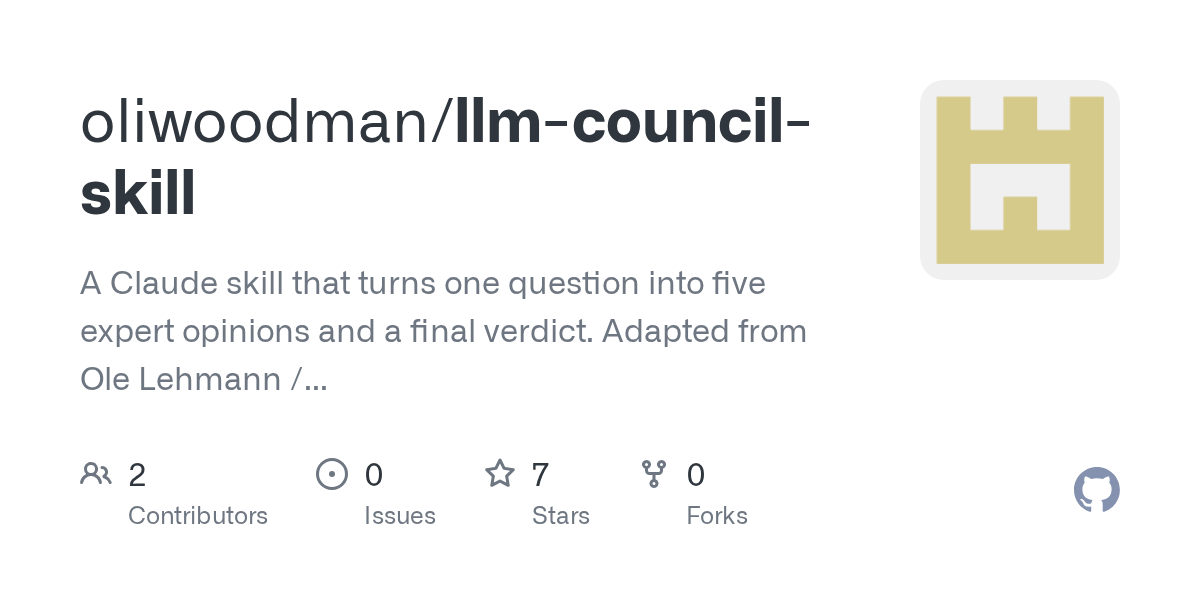 oliwoodman/llm-council-
skill
A Claude skill that turns one question into five
expert opinions and a final verdict. Adapted from
Ole Lehmann /...
2
Contributors
0
Issues
7
Stars
0
Forks